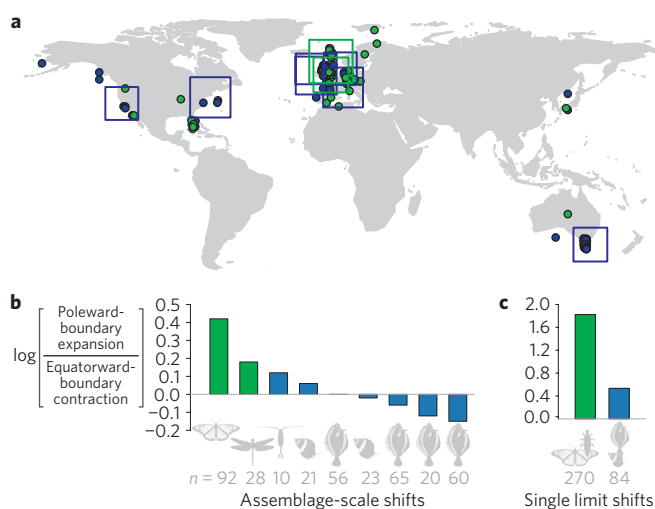 a
b
log
Poleward-
boundary
expansion
Equatorward-
boundary
contraction
0.5
0.4
0.3
0.2
0.1
0.0
−0.1
−0.2
n = 92 28 10 21 56 23 65 20 60
Assemblage-scale shifts
c
2.0
1.6
1.2
0.8
0.4
0.0
270 84
Single limit shifts